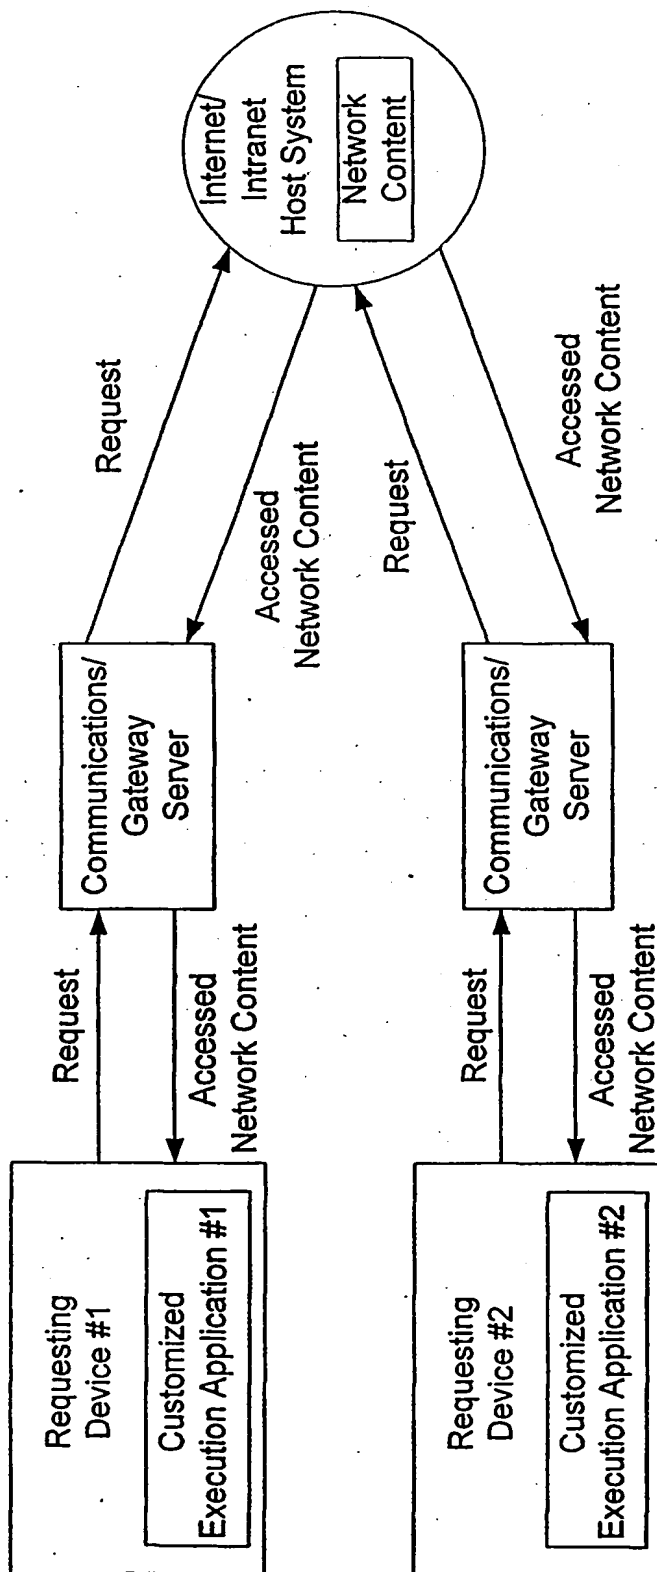 Requesting
Device #1
Customized
Execution Application #1
Request
Accessed
Network Content
Communications/
Gateway
Server
Request
Accessed
Network Content
Internet/
Intranet
Host System
Network
Content
Requesting
Device #2
Customized
Execution Application #2
Request
Accessed
Network Content
Communications/
Gateway
Server
Request
Accessed
Network Content